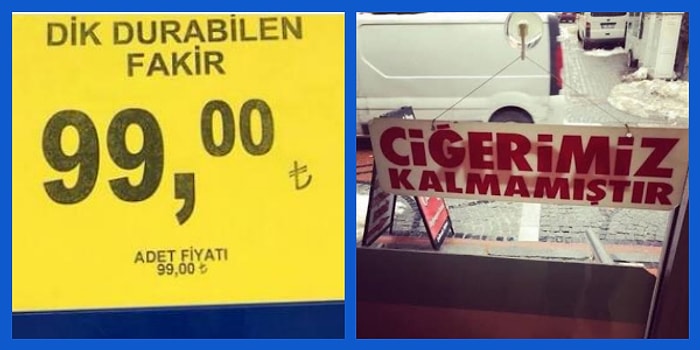 DİK DURABİLEN
FAKİR
99,00
₺
ADET FİYATI
99,00 ₺
CİĞERİMİZ
KALMAMIŞTIR